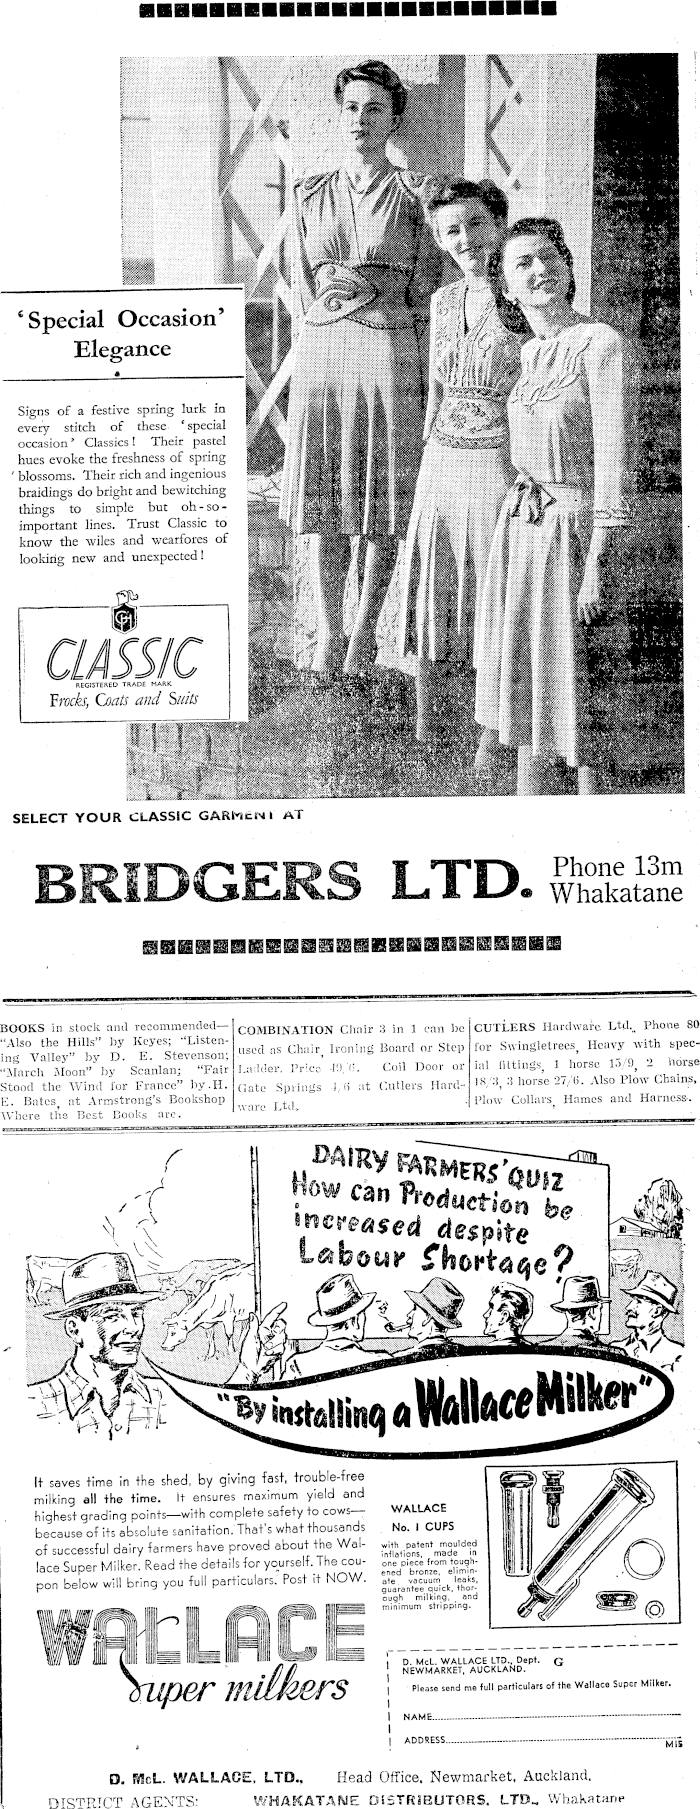 ‘Special Occasion’
Elegance
Signs of a festive spring lurk in
every stitch of these ‘special
occasion’ Classics! Their pastel
hues evoke the freshness of spring
blossoms. Their rich and ingenious
braidings do bright and bewitching
things to simple but oh-so-
important lines. Trust Classic to
know the wiles and wearfores of
looking new and unexpected!
CLASSIC
REGISTERED TRADE MARK
Frocks, Coats and Suits
SELECT YOUR CLASSIC GARMENT AT
BRIDGERS LTD.
Phone 13m
Whakatane
BOOKS in stock and recommended—
“Also the Hills” by Keyes; “Listen-
ing Valley” by D. E. Stevenson;
“March Moon” by Scanlan; “Fair
Stood the Wind for France” by H.
E. Bates, at Armstrong's Bookshop
Where the Best Books are.
COMBINATION Chair 3 in 1 can be
used as Chair, Ironing Board or Step
Ladder. Price 49/6. Coil Door or
Gate Springs 4/6 at Cutlers Hard-
ware Ltd.
CUTLERS Hardware Ltd., Phone 80
for Swingletrees, Heavy with spec-
ial fittings, 1 horse 15/9, 2 horse
18/3, 3 horse 27/6. Also Plow Chains,
Plow Collars, Hames and Harness.
DAIRY FARMERS' QUIZ
How can Production be
increased despite
Labour Shortage?
"By installing a Wallace Milker"
It saves time in the shed, by giving fast, trouble-free
milking all the time. It ensures maximum yield and
highest grading points—with complete safety to cows—
because of its absolute sanitation. That's what thousands
of successful dairy farmers have proved about the Wal-
lace Super Milker. Read the details for yourself. The cou-
pon below will bring you full particulars. Post it NOW.
WALLACE
Super milkers
WALLACE
No. 1 CUPS
with patent moulded
inflations, made in
one piece from tough-
ened bronze, elimin-
ate vacuum leaks,
guarantee quick, thor-
ough milking, and
minimum stripping.
D. McL. WALLACE LTD., Dept. G
NEWMARKET, AUCKLAND.
Please send me full particulars of the Wallace Super Milker.
NAME
ADDRESS
M15
D. McL. WALLACE, LTD., Head Office, Newmarket, Auckland,
DISTRICT AGENTS: WHAKATANE DISTRIBUTORS, LTD., Whakatane